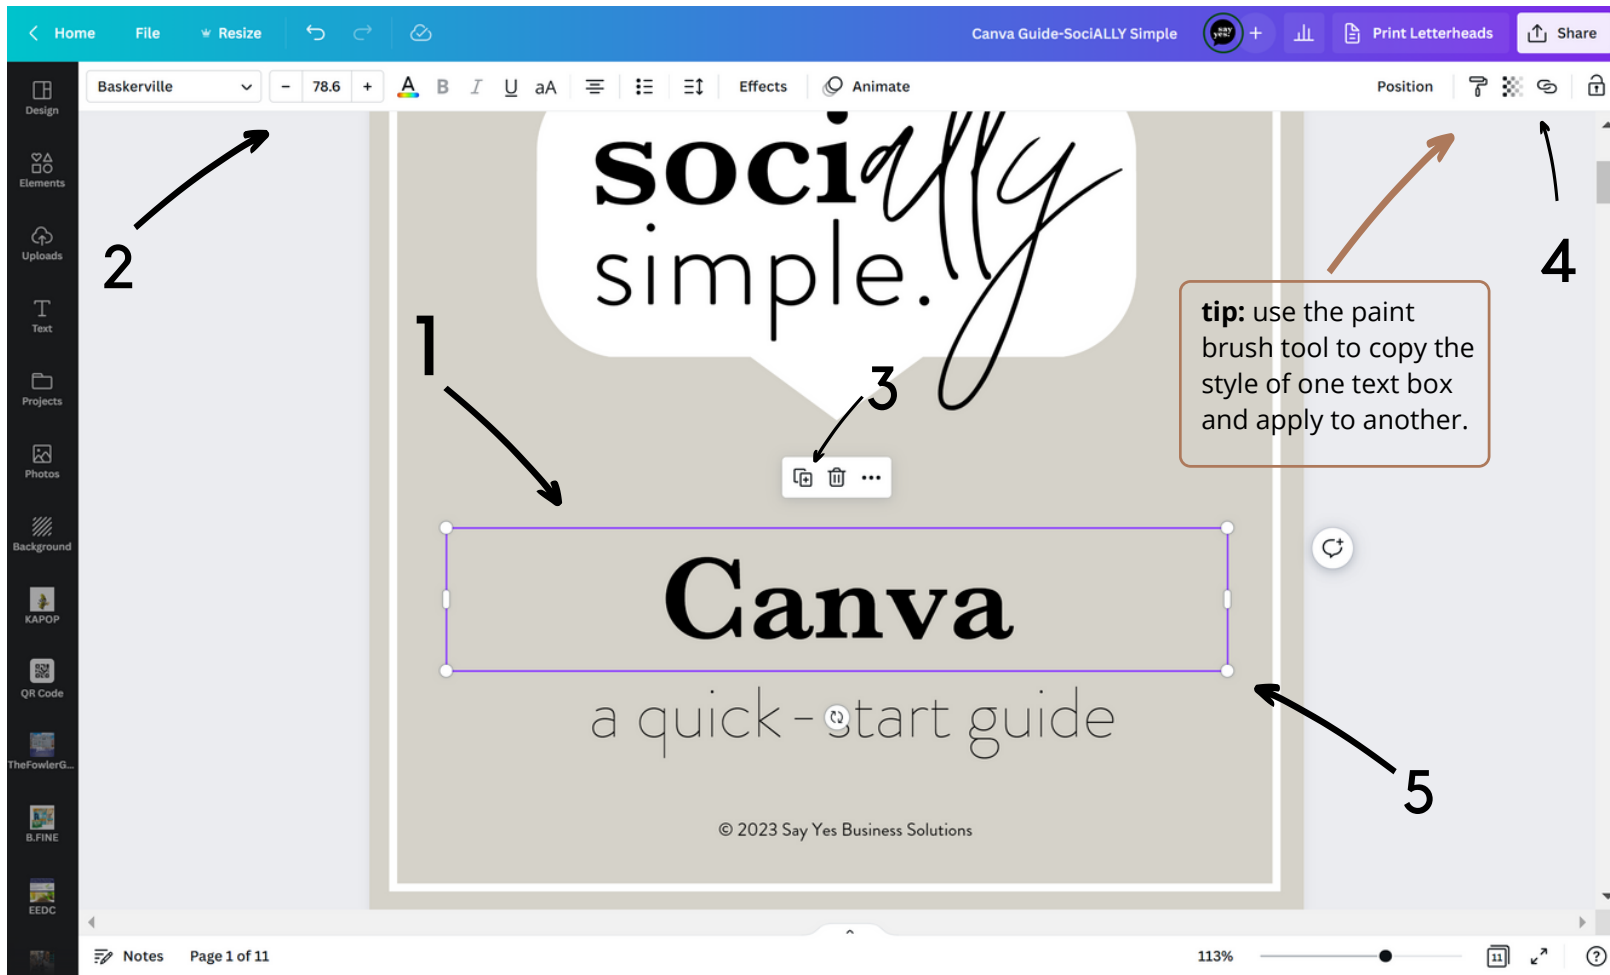 Home File Resize Canva Guide-SociALLY Simple say yes! + Print Letterheads Share
Baskerville - 78.6 + A B I U aA Effects Animate Position
Design
Elements
Uploads
Text
Projects
Photos
Background
KAPOP
QR Code
TheFowlerG...
B.FINE
EEDC
socially
simple.
2
1
3
4
tip: use the paint
brush tool to copy the
style of one text box
and apply to another.
Canva
a quick-start guide
5
© 2023 Say Yes Business Solutions
Notes Page 1 of 11 113% 11 ?